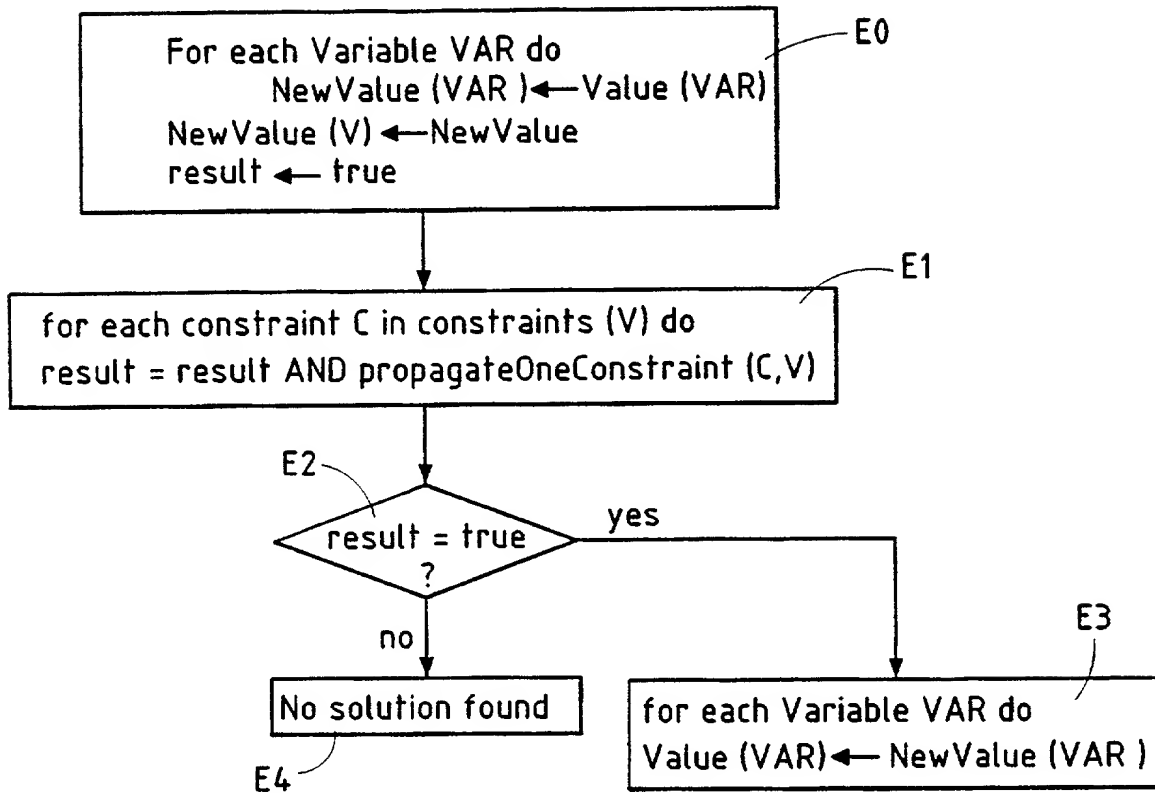 For each Variable VAR do
NewValue (VAR ) ← Value (VAR)
NewValue (V) ← NewValue
result ← true
E0
E1
for each constraint C in constraints (V) do
result = result AND propagateOneConstraint (C,V)
E2
result = true
?
yes
no
E3
No solution found
for each Variable VAR do
Value (VAR) ← NewValue (VAR )
E4